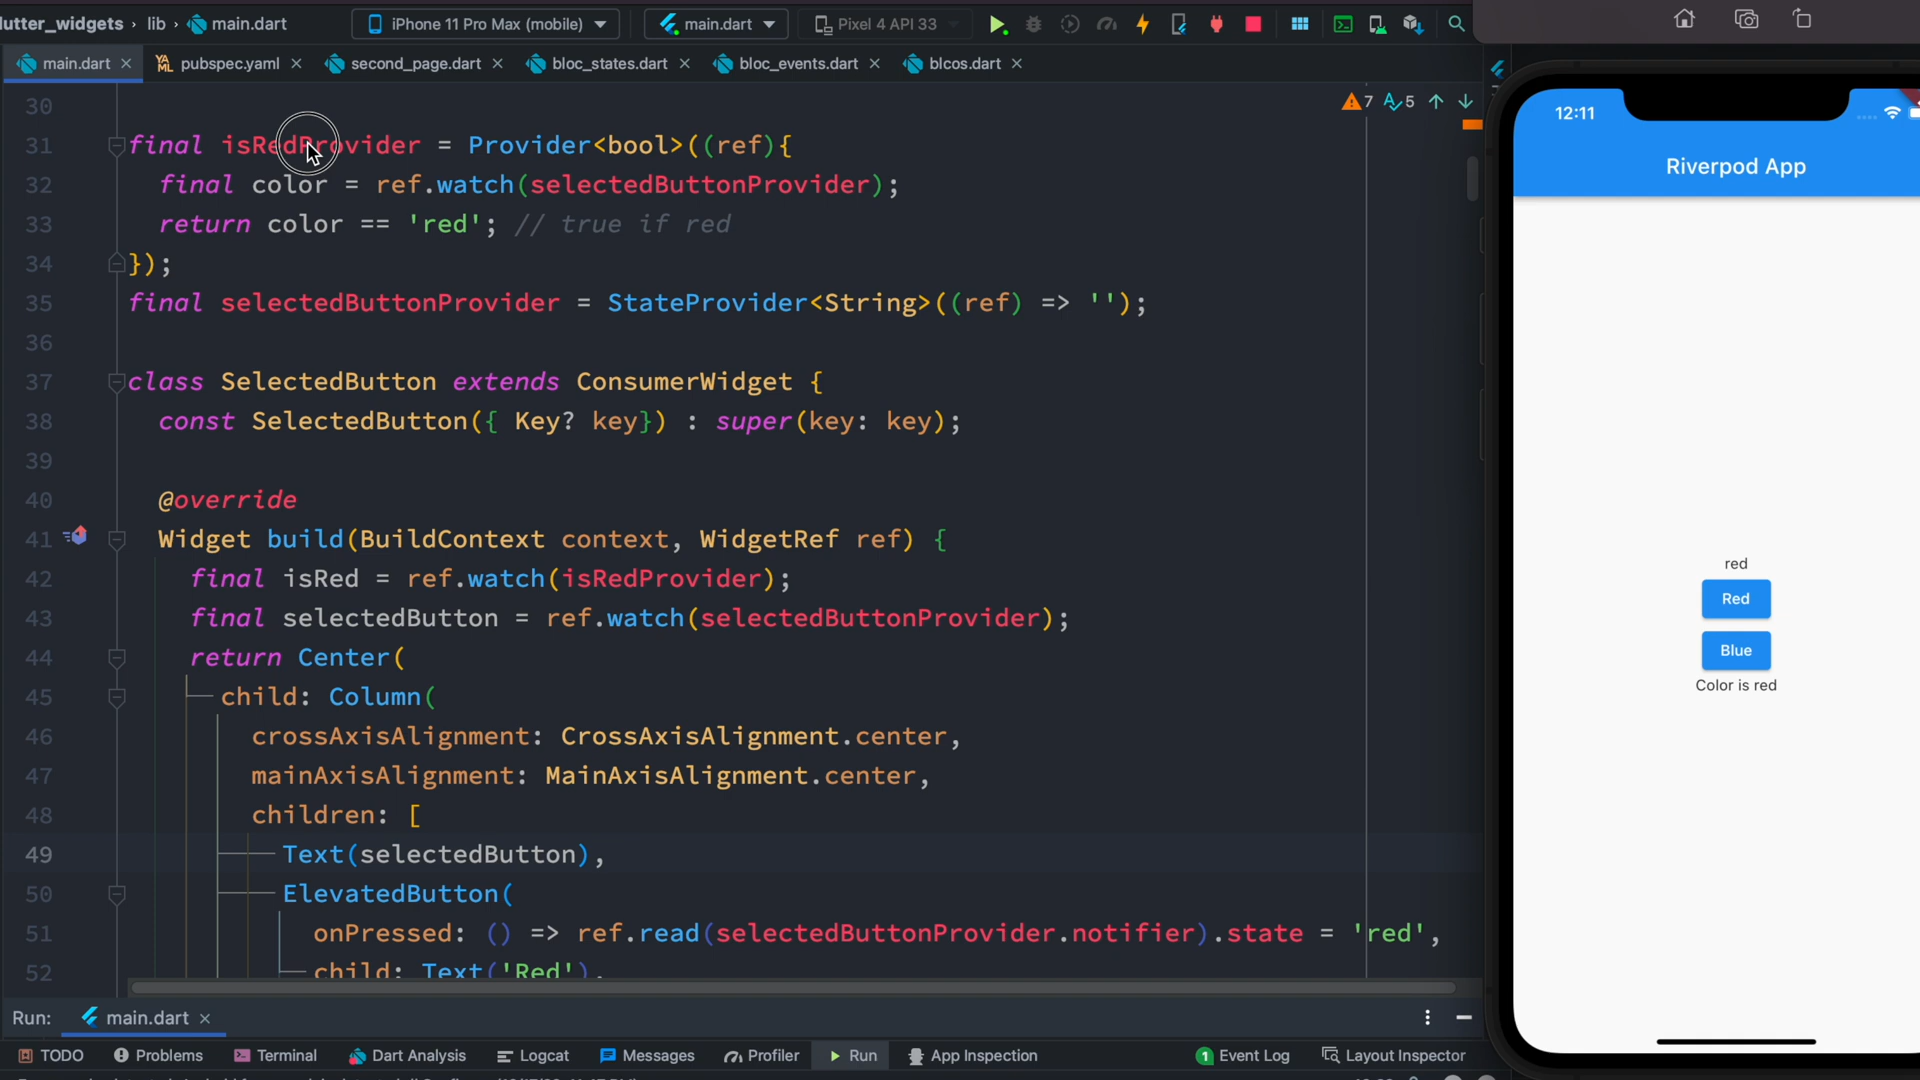 lutter_widgets › lib › main.dart
iPhone 11 Pro Max (mobile)
main.dart
Pixel 4 API 33
main.dart
pubspec.yaml
second_page.dart
bloc_states.dart
bloc_events.dart
blcos.dart
7 5
30
31 final isRedProvider = Provider<bool>((ref){
32 final color = ref.watch(selectedButtonProvider);
33 return color == 'red'; // true if red
34 });
35 final selectedButtonProvider = StateProvider<String>((ref) => '');
36
37 class SelectedButton extends ConsumerWidget {
38 const SelectedButton({ Key? key}) : super(key: key);
39
40 @override
41 Widget build(BuildContext context, WidgetRef ref) {
42 final isRed = ref.watch(isRedProvider);
43 final selectedButton = ref.watch(selectedButtonProvider);
44 return Center(
45 child: Column(
46 crossAxisAlignment: CrossAxisAlignment.center,
47 mainAxisAlignment: MainAxisAlignment.center,
48 children: [
49 Text(selectedButton),
50 ElevatedButton(
51 onPressed: () => ref.read(selectedButtonProvider.notifier).state = 'red',
52 child: Text('Red'),
Run: main.dart
TODO
Problems
Terminal
Dart Analysis
Logcat
Messages
Profiler
Run
App Inspection
1 Event Log
Layout Inspector
12:11
Riverpod App
red
Red
Blue
Color is red